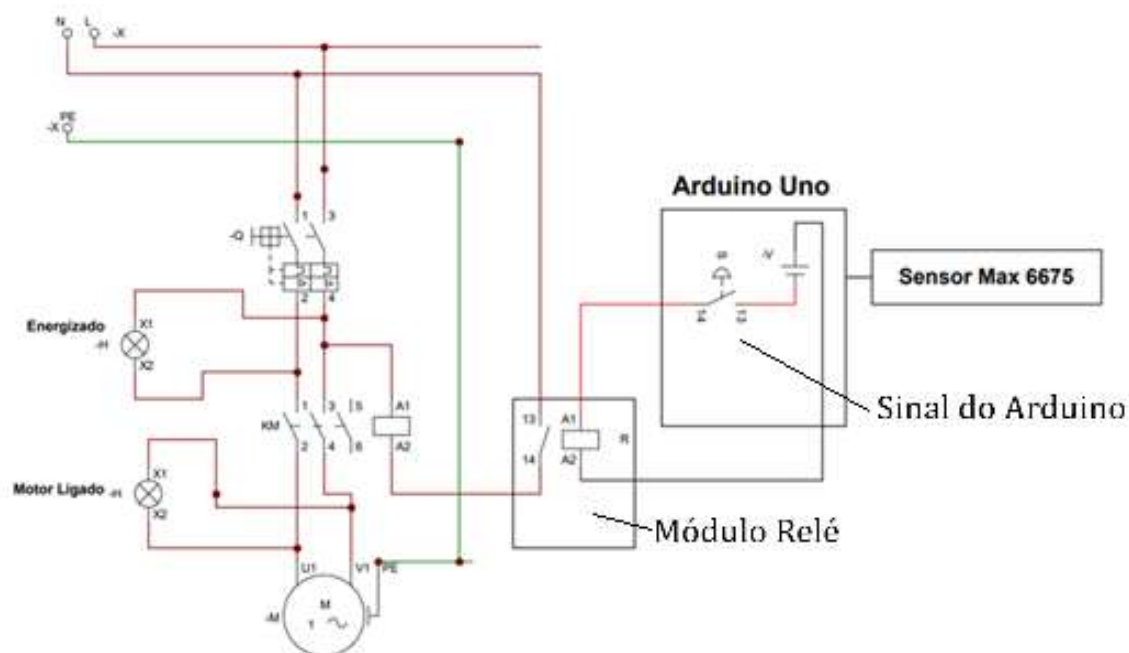 N L -X
PE
-X
Arduino Uno
1 3
-Q
2 4
Sensor Max 6675
-V
14 13
Energizado
-H
X1
X2
1 3 5
KM
2 4 6
A1
A2
13
14
A1
A2
R
Sinal do Arduino
Motor Ligado
-H
X1
X2
Módulo Relé
U1 V1 PE
-M
M
1